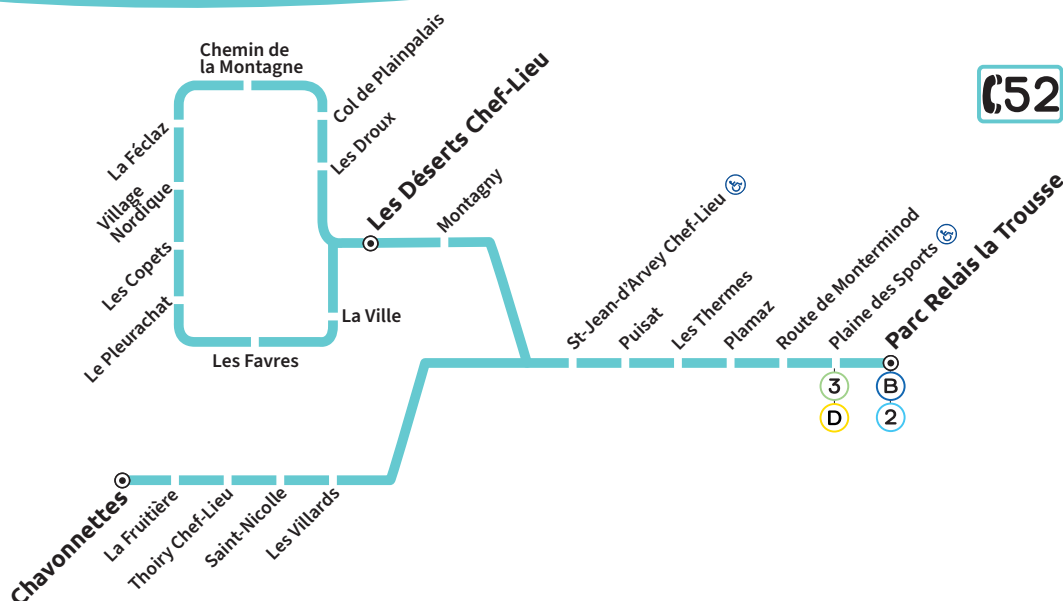 52
Chemin de
la Montagne
Col de Plainpalais
Les Droux
Les Déserts Chef-Lieu
Montagny
La Féclaz
Village
Nordique
Les Copets
Le Pleurachat
Les Favres
La Ville
St-Jean-d'Arvey Chef-Lieu
Puisat
Les Thermes
Plamaz
Route de Monterminod
Plaine des Sports
Parc Relais la Trousse
3
D
B
2
Chavonnettes
La Fruitière
Thoiry Chef-Lieu
Saint-Nicolle
Les Villards